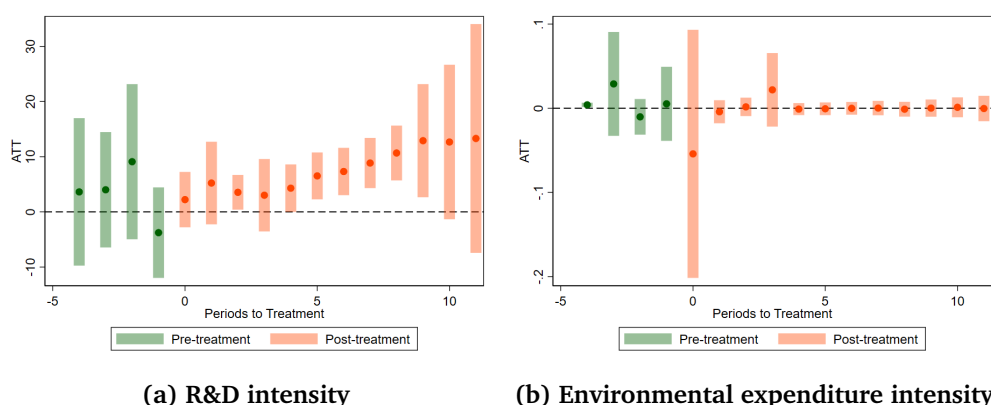 30
20
10
0
-10
ATT
-5
0
5
10
Periods to Treatment
Pre-treatment
Post-treatment
(a) R&D intensity
.1
0
-.1
-.2
ATT
-5
0
5
10
Periods to Treatment
Pre-treatment
Post-treatment
(b) Environmental expenditure intensity